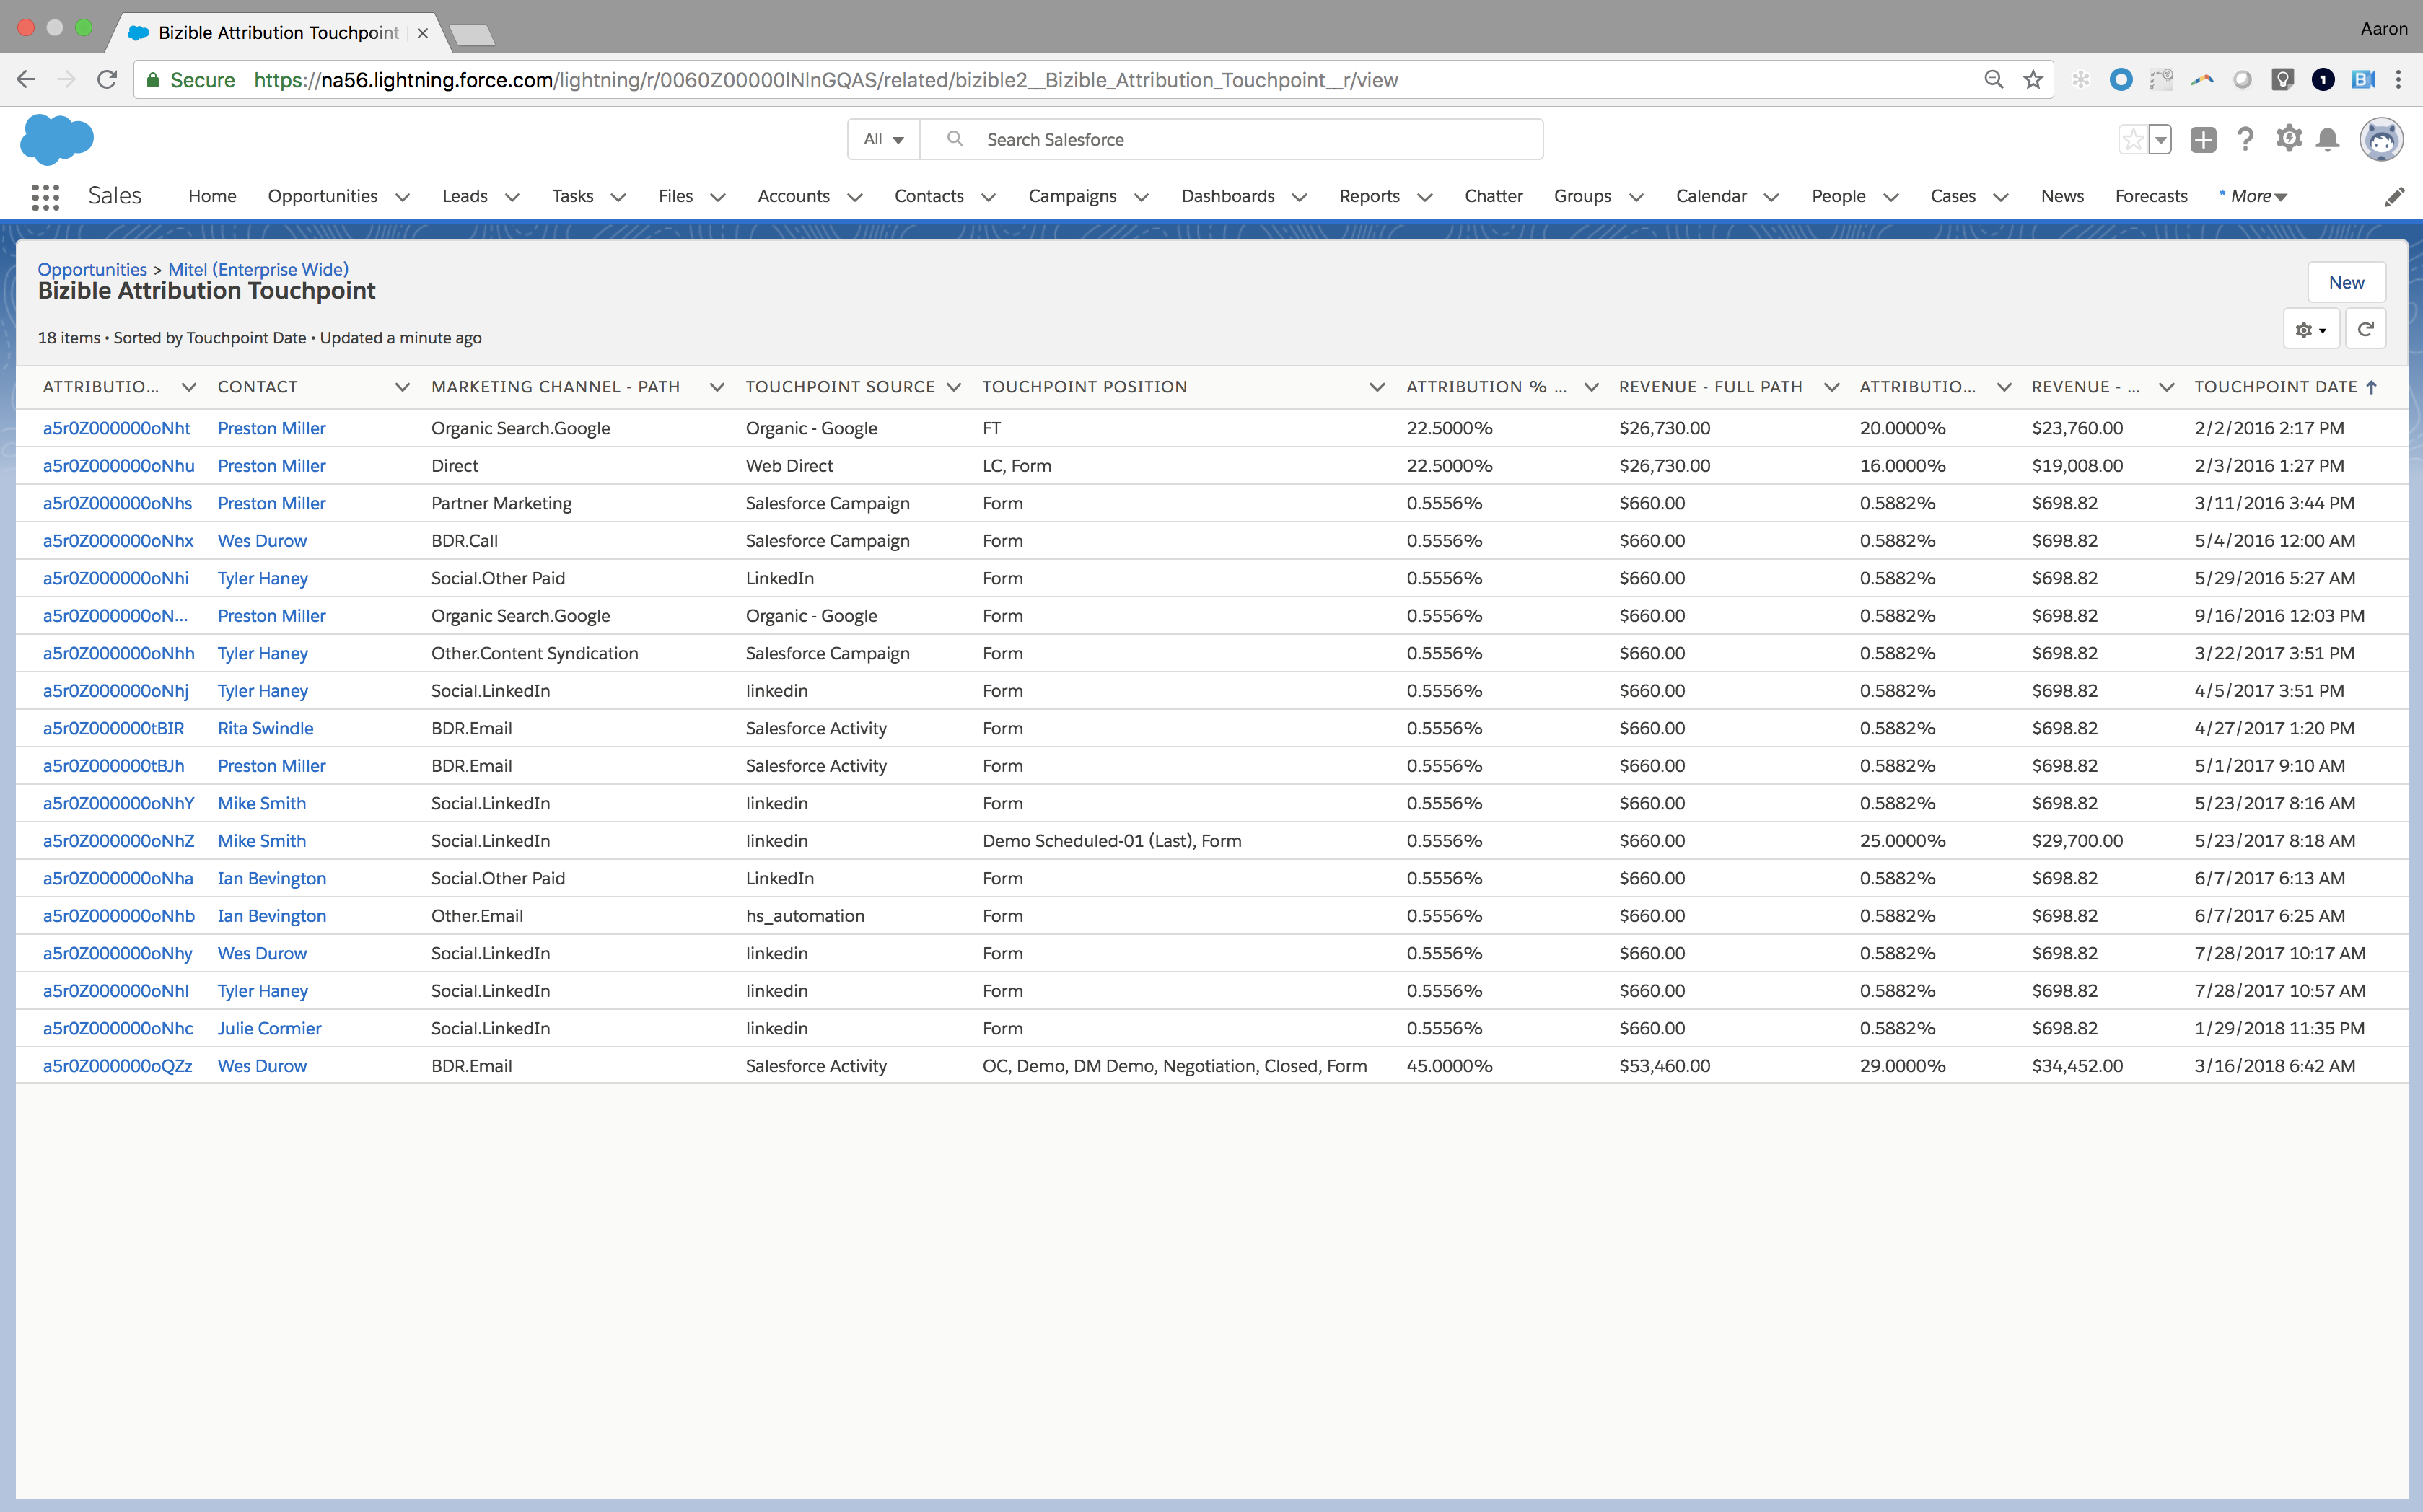 Bizible Attribution Touchpoint
Aaron
Secure https://na56.lightning.force.com/lightning/r/0060Z00000lNlnGQAS/related/bizible2__Bizible_Attribution_Touchpoint__r/view
All Search Salesforce
Sales Home Opportunities Leads Tasks Files Accounts Contacts Campaigns Dashboards Reports Chatter Groups Calendar People Cases News Forecasts * More
Opportunities > Mitel (Enterprise Wide)
Bizible Attribution Touchpoint
New
18 items • Sorted by Touchpoint Date • Updated a minute ago
ATTRIBUTIO... CONTACT MARKETING CHANNEL - PATH TOUCHPOINT SOURCE TOUCHPOINT POSITION ATTRIBUTION % ... REVENUE - FULL PATH ATTRIBUTIO... REVENUE - ... TOUCHPOINT DATE
a5r0Z000000oNht Preston Miller Organic Search.Google Organic - Google FT 22.5000% $26,730.00 20.0000% $23,760.00 2/2/2016 2:17 PM
a5r0Z000000oNhu Preston Miller Direct Web Direct LC, Form 22.5000% $26,730.00 16.0000% $19,008.00 2/3/2016 1:27 PM
a5r0Z000000oNhs Preston Miller Partner Marketing Salesforce Campaign Form 0.5556% $660.00 0.5882% $698.82 3/11/2016 3:44 PM
a5r0Z000000oNhx Wes Durow BDR.Call Salesforce Campaign Form 0.5556% $660.00 0.5882% $698.82 5/4/2016 12:00 AM
a5r0Z000000oNhi Tyler Haney Social.Other Paid LinkedIn Form 0.5556% $660.00 0.5882% $698.82 5/29/2016 5:27 AM
a5r0Z000000oN... Preston Miller Organic Search.Google Organic - Google Form 0.5556% $660.00 0.5882% $698.82 9/16/2016 12:03 PM
a5r0Z000000oNhh Tyler Haney Other.Content Syndication Salesforce Campaign Form 0.5556% $660.00 0.5882% $698.82 3/22/2017 3:51 PM
a5r0Z000000oNhj Tyler Haney Social.LinkedIn linkedin Form 0.5556% $660.00 0.5882% $698.82 4/5/2017 3:51 PM
a5r0Z000000tBIR Rita Swindle BDR.Email Salesforce Activity Form 0.5556% $660.00 0.5882% $698.82 4/27/2017 1:20 PM
a5r0Z000000tBJh Preston Miller BDR.Email Salesforce Activity Form 0.5556% $660.00 0.5882% $698.82 5/1/2017 9:10 AM
a5r0Z000000oNhY Mike Smith Social.LinkedIn linkedin Form 0.5556% $660.00 0.5882% $698.82 5/23/2017 8:16 AM
a5r0Z000000oNhZ Mike Smith Social.LinkedIn linkedin Demo Scheduled-01 (Last), Form 0.5556% $660.00 25.0000% $29,700.00 5/23/2017 8:18 AM
a5r0Z000000oNha Ian Bevington Social.Other Paid LinkedIn Form 0.5556% $660.00 0.5882% $698.82 6/7/2017 6:13 AM
a5r0Z000000oNhb Ian Bevington Other.Email hs_automation Form 0.5556% $660.00 0.5882% $698.82 6/7/2017 6:25 AM
a5r0Z000000oNhy Wes Durow Social.LinkedIn linkedin Form 0.5556% $660.00 0.5882% $698.82 7/28/2017 10:17 AM
a5r0Z000000oNhl Tyler Haney Social.LinkedIn linkedin Form 0.5556% $660.00 0.5882% $698.82 7/28/2017 10:57 AM
a5r0Z000000oNhc Julie Cormier Social.LinkedIn linkedin Form 0.5556% $660.00 0.5882% $698.82 1/29/2018 11:35 PM
a5r0Z000000oQZz Wes Durow BDR.Email Salesforce Activity OC, Demo, DM Demo, Negotiation, Closed, Form 45.0000% $53,460.00 29.0000% $34,452.00 3/16/2018 6:42 AM